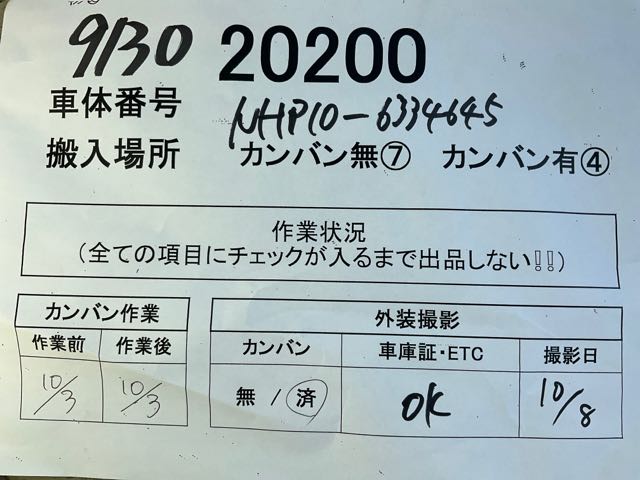 9/30 20200
車体番号 NHP10-6334645
搬入場所 カンバン無⑦ カンバン有④
作業状況
(全ての項目にチェックが入るまで出品しない!!)
カンバン作業
作業前 作業後
10/3 10/3
外装撮影
カンバン 車庫証・ETC 撮影日
無 / 済 OK 10/8